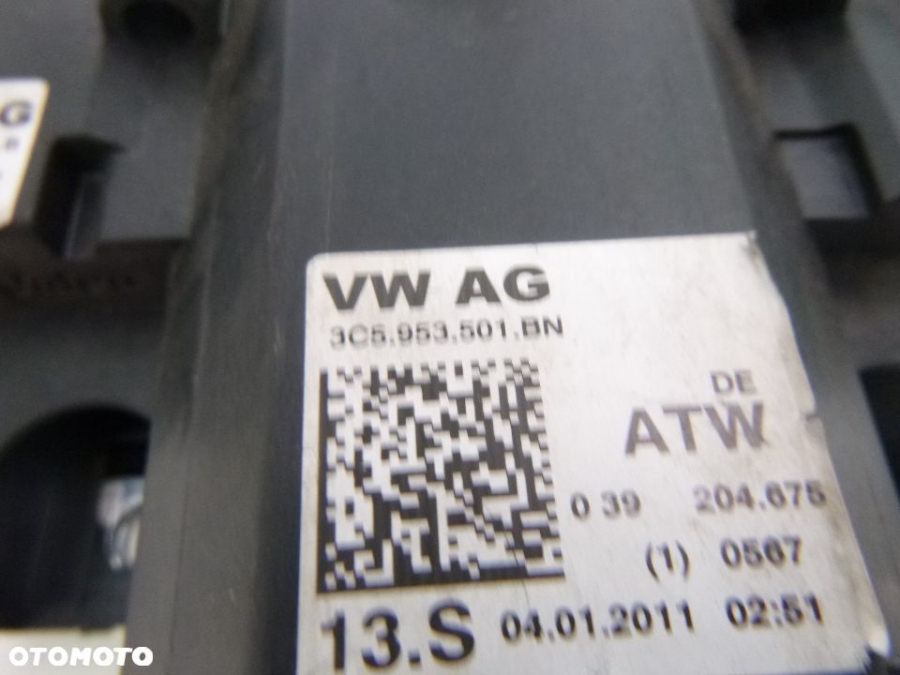 G
VW AG
3C5.953.501.BN
DE
ATW
0 39 204.675
(1) 0567
13.S 04.01.2011 02:51
OTOMOTO